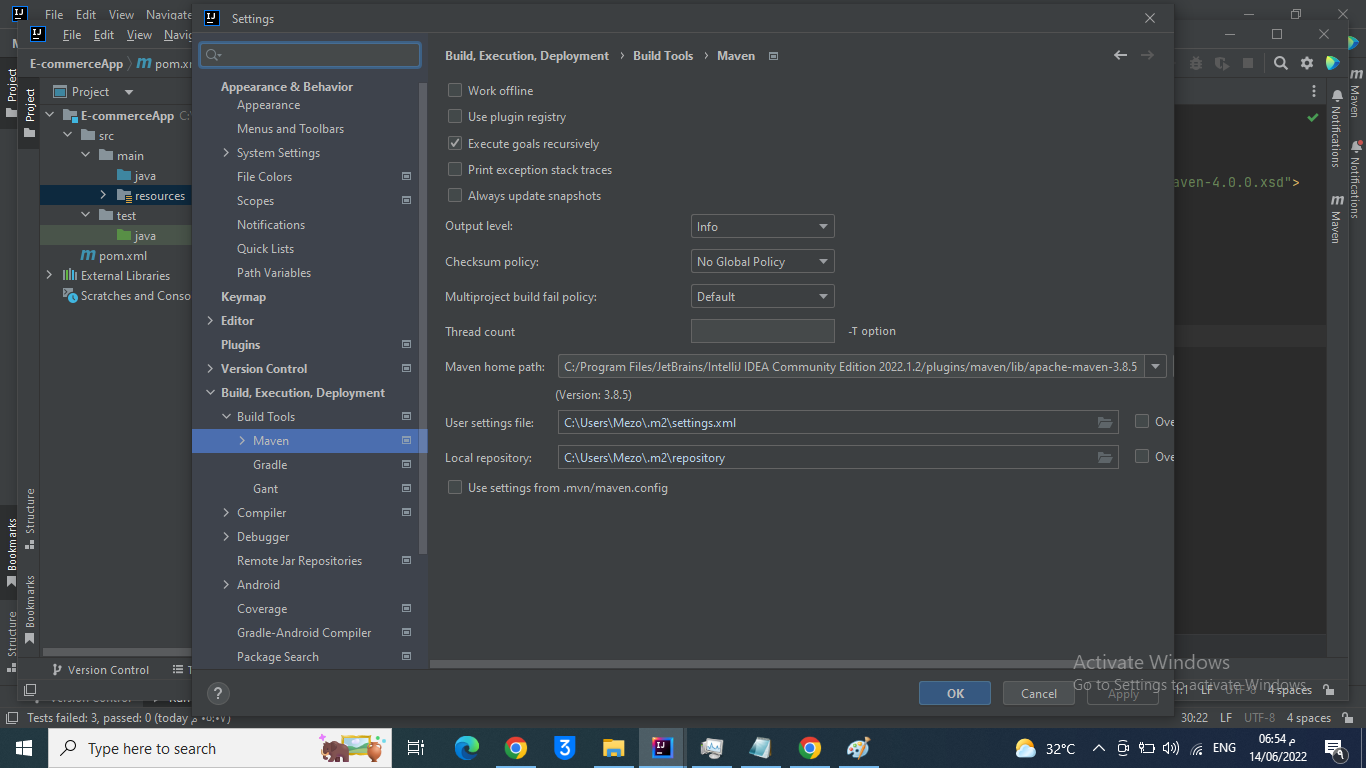 File Edit View Navigate
File Edit View Navig
Settings
E-commerceApp pom.xm
Project
E-commerceApp C:
src
main
java
resources
test
java
pom.xml
External Libraries
Scratches and Conso
Project
Project
Structure
Bookmarks
Bookmarks
Structure
Appearance & Behavior
Appearance
Menus and Toolbars
System Settings
File Colors
Scopes
Notifications
Quick Lists
Path Variables
Keymap
Editor
Plugins
Version Control
Build, Execution, Deployment
Build Tools
Maven
Gradle
Gant
Compiler
Debugger
Remote Jar Repositories
Android
Coverage
Gradle-Android Compiler
Package Search
Build, Execution, Deployment › Build Tools › Maven
Work offline
Use plugin registry
Execute goals recursively
Print exception stack traces
Always update snapshots
Output level: Info
Checksum policy: No Global Policy
Multiproject build fail policy: Default
Thread count -T option
Maven home path: C:/Program Files/JetBrains/IntelliJ IDEA Community Edition 2022.1.2/plugins/maven/lib/apache-maven-3.8.5
(Version: 3.8.5)
User settings file: C:\Users\Mezo\.m2\settings.xml Ove
Local repository: C:\Users\Mezo\.m2\repository Ove
Use settings from .mvn/maven.config
? OK Cancel Apply
aven-4.0.0.xsd">
Notifications
Maven
Maven
Notifications
Activate Windows
Go to Settings to activate Windows.
Version Control
1:1 LF UTF-8 4 spaces
Version Control Run
Tests failed: 3, passed: 0 (today
30:22 LF UTF-8 4 spaces
Type here to search
32°C ENG
06:54 م
14/06/2022